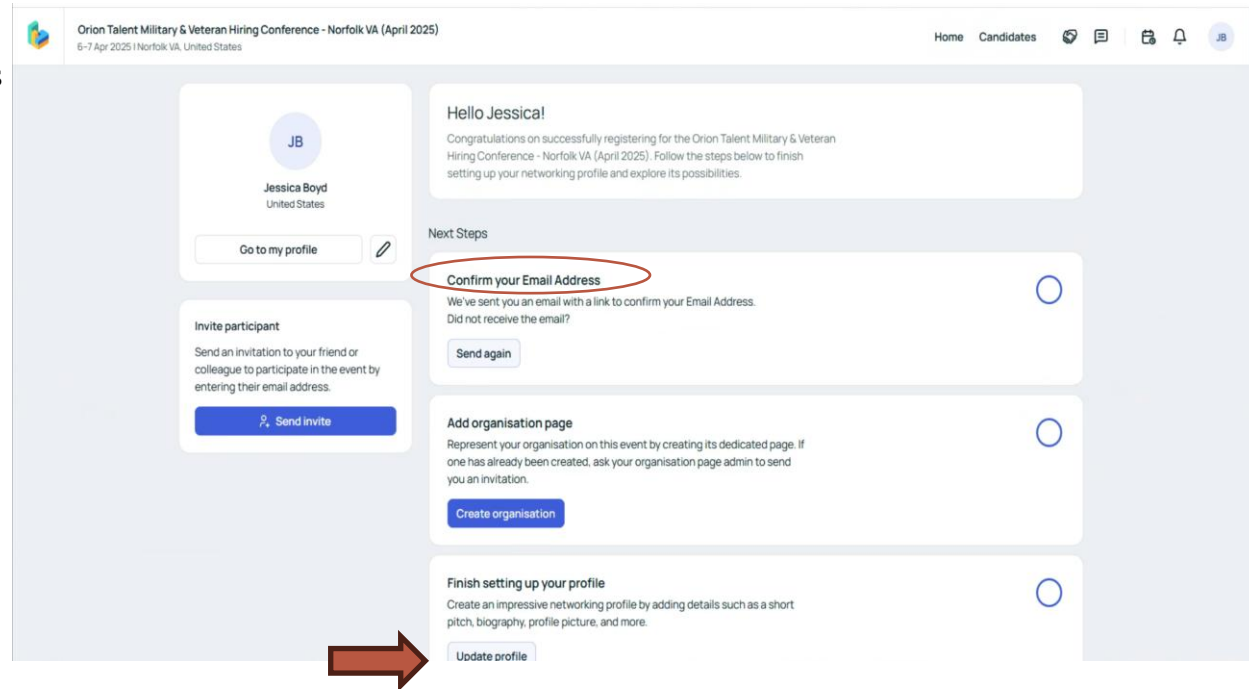 Orion Talent Military & Veteran Hiring Conference - Norfolk VA (April 2025)
6-7 Apr 2025 | Norfolk VA, United States
Home Candidates JB
s
JB
Jessica Boyd
United States
Go to my profile
Invite participant
Send an invitation to your friend or
colleague to participate in the event by
entering their email address.
Send invite
Hello Jessica!
Congratulations on successfully registering for the Orion Talent Military & Veteran
Hiring Conference - Norfolk VA (April 2025). Follow the steps below to finish
setting up your networking profile and explore its possibilities.
Next Steps
Confirm your Email Address
We've sent you an email with a link to confirm your Email Address.
Did not receive the email?
Send again
Add organisation page
Represent your organisation on this event by creating its dedicated page. If
one has already been created, ask your organisation page admin to send
you an invitation.
Create organisation
Finish setting up your profile
Create an impressive networking profile by adding details such as a short
pitch, biography, profile picture, and more.
Update profile